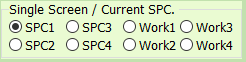 Single Screen / Current SPC.
SPC1 SPC3 Work1 Work3
SPC2 SPC4 Work2 Work4